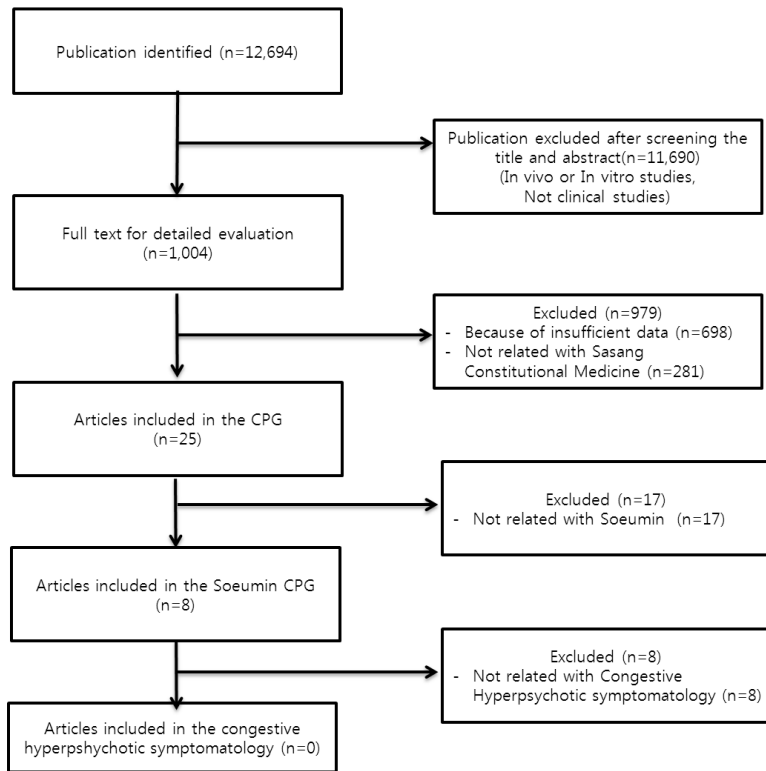 Publication identified (n=12,694)
Publication excluded after screening the
title and abstract(n=11,690)
(In vivo or In vitro studies,
Not clinical studies)
Full text for detailed evaluation
(n=1,004)
Excluded (n=979)
- Because of insufficient data (n=698)
- Not related with Sasang
Constitutional Medicine (n=281)
Articles included in the CPG
(n=25)
Excluded (n=17)
- Not related with Soeumin (n=17)
Articles included in the Soeumin CPG
(n=8)
Excluded (n=8)
- Not related with Congestive
Hyperpsychotic symptomatology (n=8)
Articles included in the congestive
hyperpshychotic symptomatology (n=0)